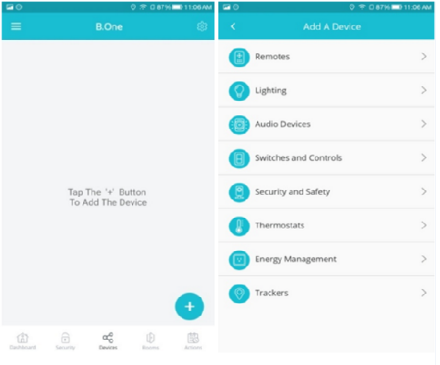 87% 11:06 AM
B.One
Tap The '+' Button
To Add The Device
+
Dashboard
Security
Devices
Rooms
Actions
87% 11:06 AM
Add A Device
Remotes
Lighting
Audio Devices
Switches and Controls
Security and Safety
Thermostats
Energy Management
Trackers